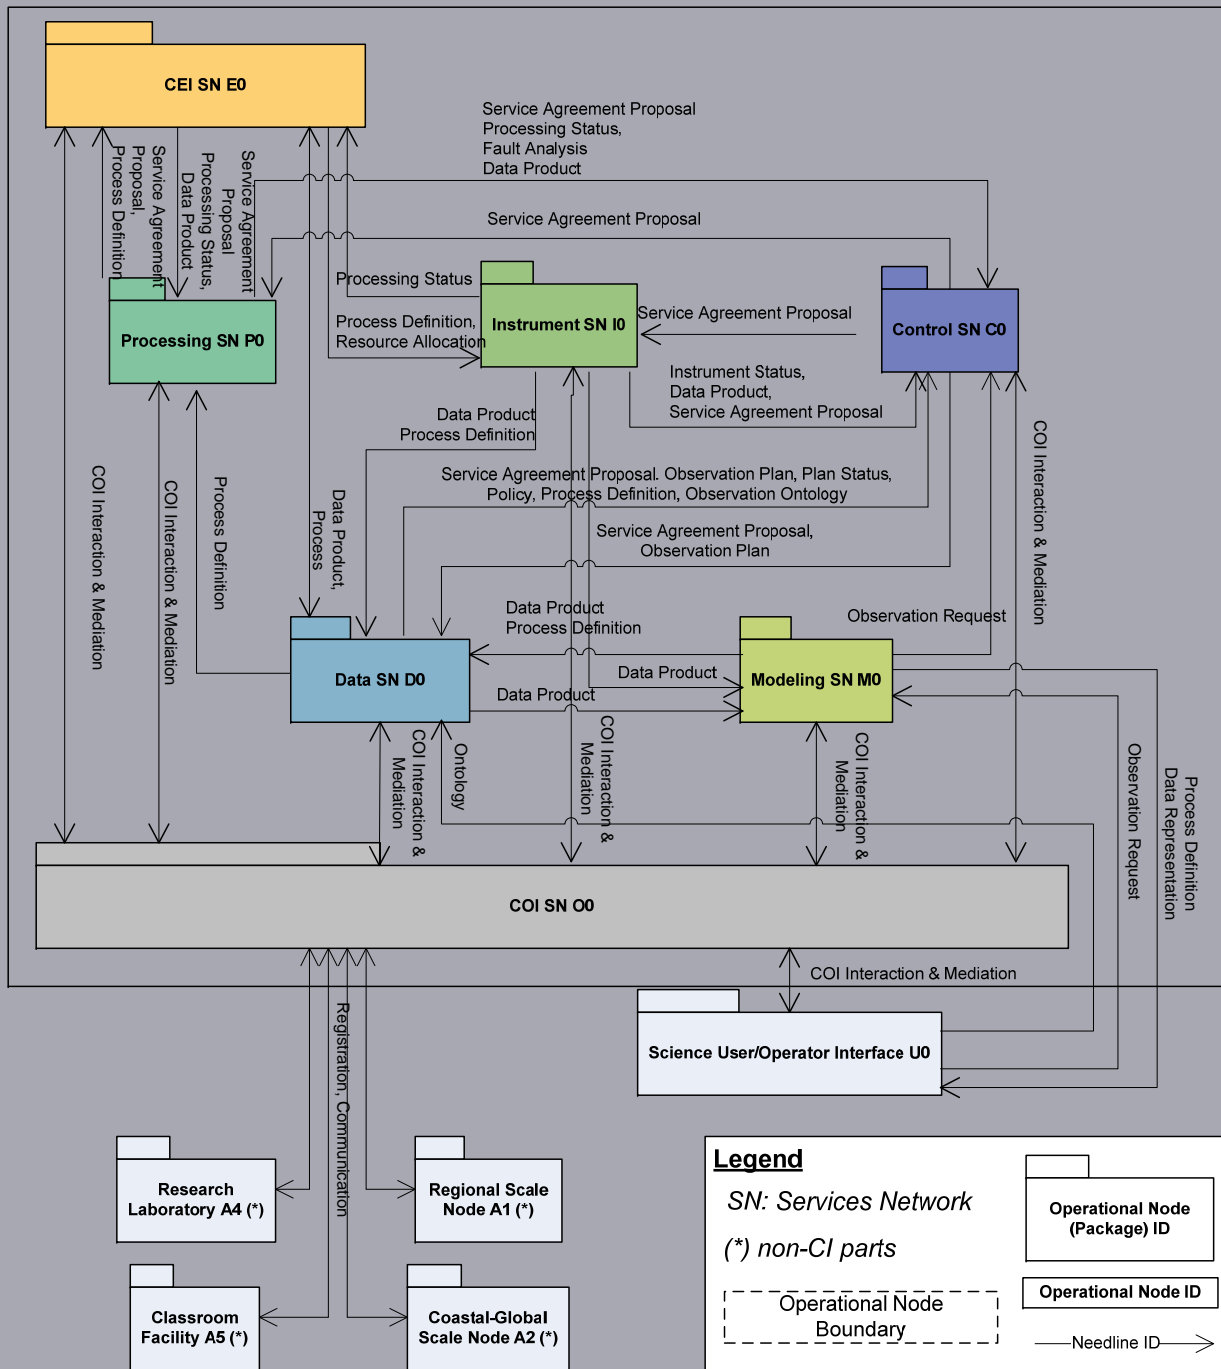 CEI SN E0
Service Agreement Proposal
Processing Status,
Fault Analysis
Data Product
Service Agreement
Proposal,
Process Definition
Service Agreement
Proposal
Processing Status,
Data Product
Service Agreement Proposal
Processing Status
Process Definition,
Resource Allocation
Processing SN P0
Instrument SN I0
Service Agreement Proposal
Control SN C0
Instrument Status,
Data Product,
Service Agreement Proposal
Data Product
Process Definition
Service Agreement Proposal. Observation Plan, Plan Status,
Policy, Process Definition, Observation Ontology
Service Agreement Proposal,
Observation Plan
COI Interaction & Mediation
COI Interaction & Mediation
Process Definition
Data Product,
Process
COI Interaction & Mediation
Data Product
Process Definition
Observation Request
Data SN D0
Data Product
Data Product
Modeling SN M0
COI Interaction &
Mediation
Ontology
COI Interaction &
Mediation
COI Interaction &
Mediation
Observation Request
Process Definition
Data Representation
COI SN O0
COI Interaction & Mediation
Registration, Communication
Science User/Operator Interface U0
Research
Laboratory A4 (*)
Regional Scale
Node A1 (*)
Classroom
Facility A5 (*)
Coastal-Global
Scale Node A2 (*)
Legend
SN: Services Network
(*) non-CI parts
Operational Node
Boundary
Operational Node
(Package) ID
Operational Node ID
Needline ID